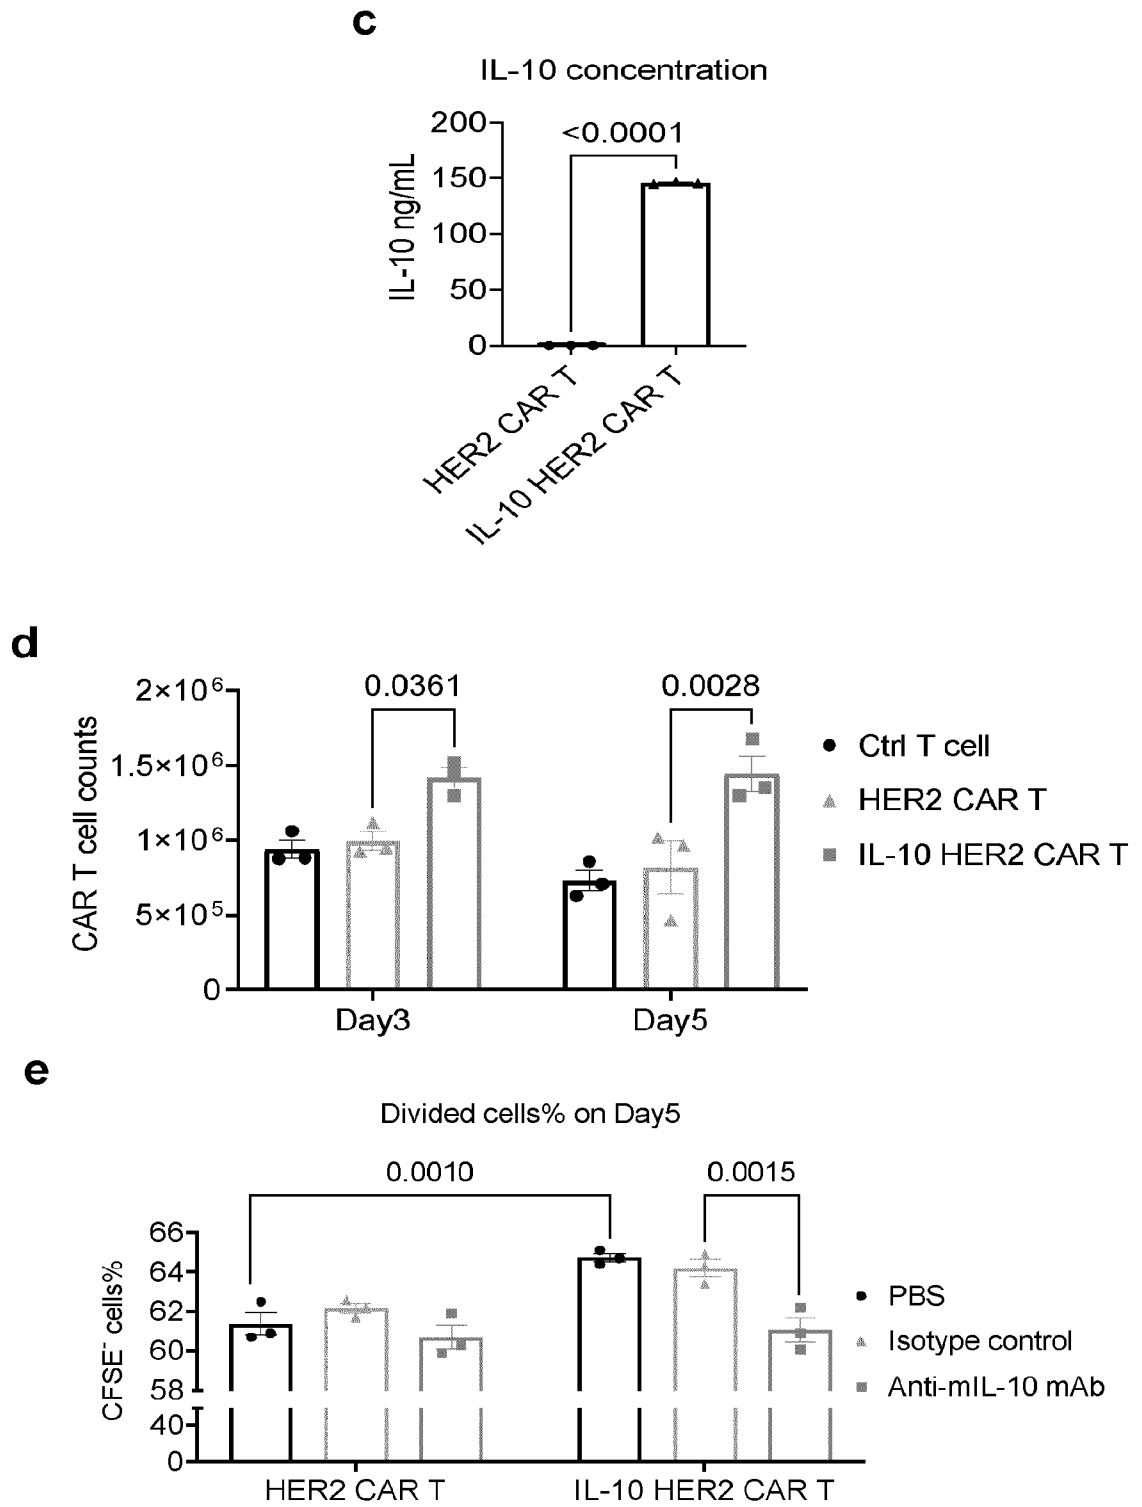 c
IL-10 concentration
<0.0001
IL-10 ng/mL
200
150
100
50
0
HER2 CAR T
IL-10 HER2 CAR T
d
CAR T cell counts
2×10⁶
1.5×10⁶
1×10⁶
5×10⁵
0
0.0361
0.0028
Day3
Day5
Ctrl T cell
HER2 CAR T
IL-10 HER2 CAR T
e
Divided cells% on Day5
0.0010
0.0015
CFSE⁻ cells%
66
64
62
60
58
40
0
HER2 CAR T
IL-10 HER2 CAR T
PBS
Isotype control
Anti-mIL-10 mAb